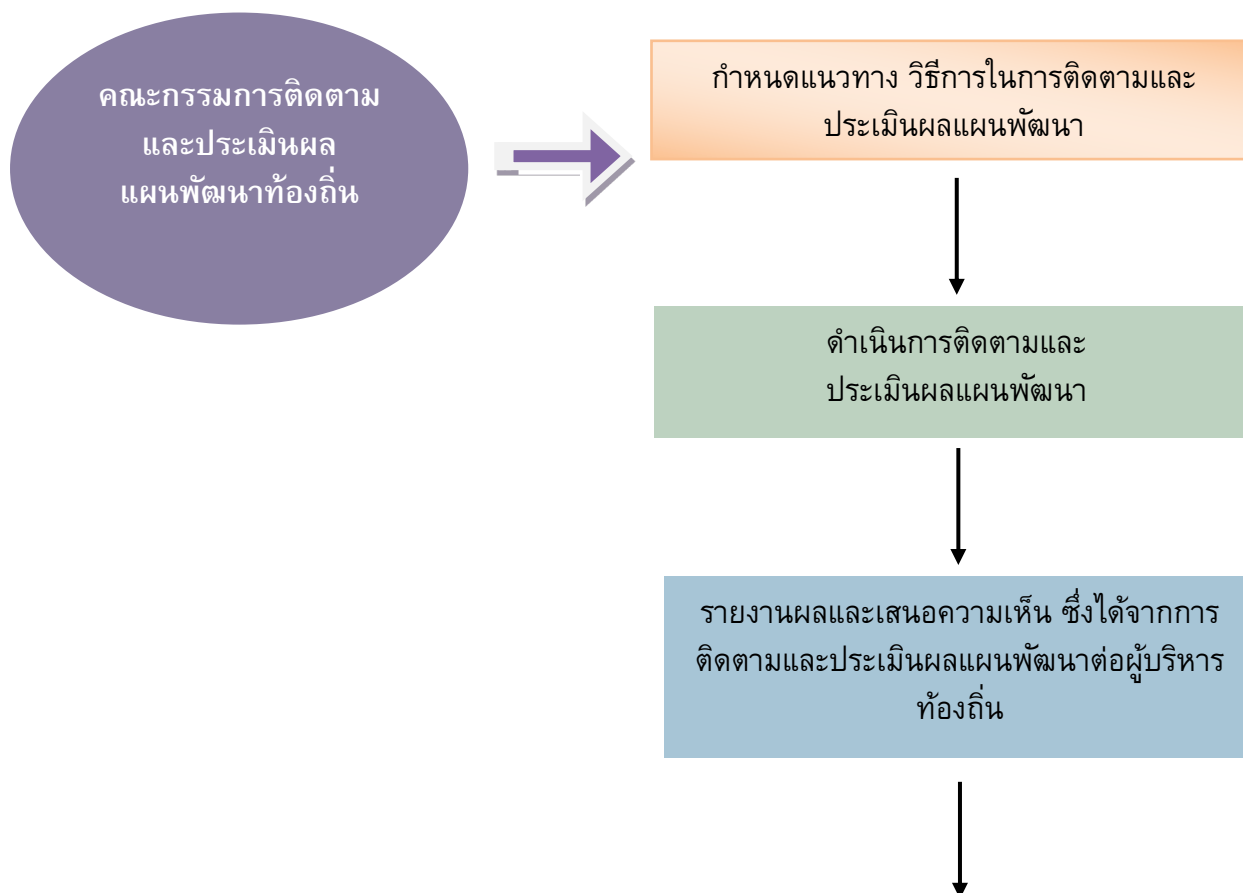 คณะกรรมการติดตาม
และประเมินผล
แผนพัฒนาท้องถิ่น
กำหนดแนวทาง วิธีการในการติดตามและ
ประเมินผลแผนพัฒนา
ดำเนินการติดตามและ
ประเมินผลแผนพัฒนา
รายงานผลและเสนอความเห็น ซึ่งได้จากการ
ติดตามและประเมินผลแผนพัฒนาต่อผู้บริหาร
ท้องถิ่น